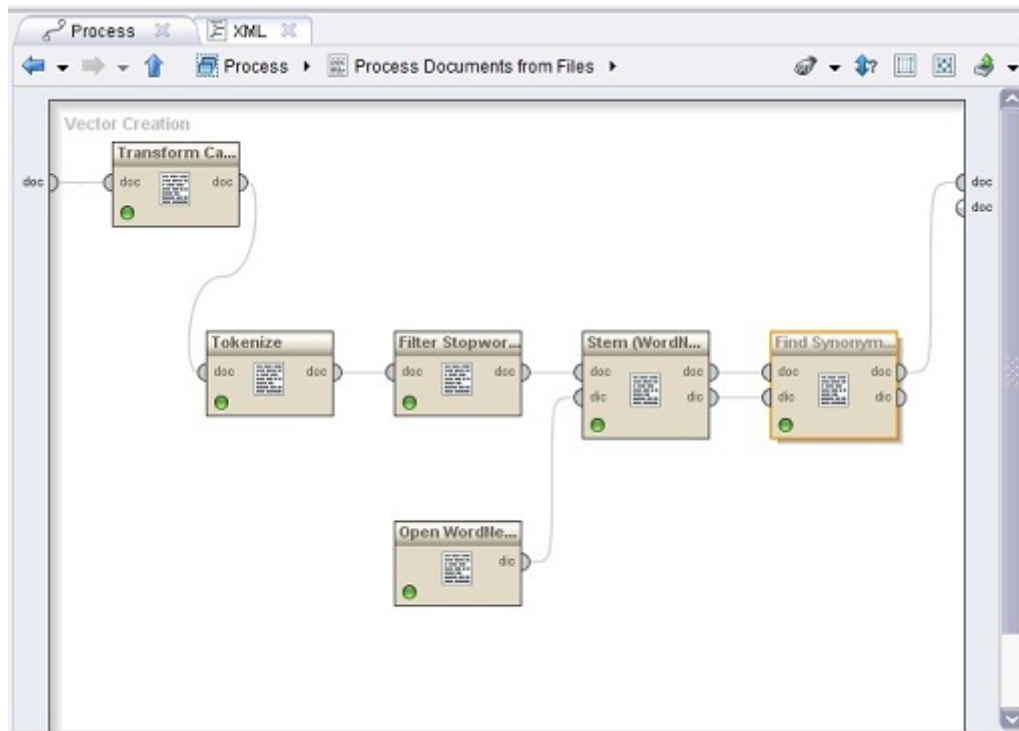 Process
XML
Process
Process Documents from Files
Vector Creation
Transform Ca...
doc
doc doc
doc
doc
Tokenize
doc doc
Filter Stopwor...
doc doc
Stem (WordN...
doc doc
dic dic
Find Synonym...
doc doc
dic dic
Open WordNe...
dic